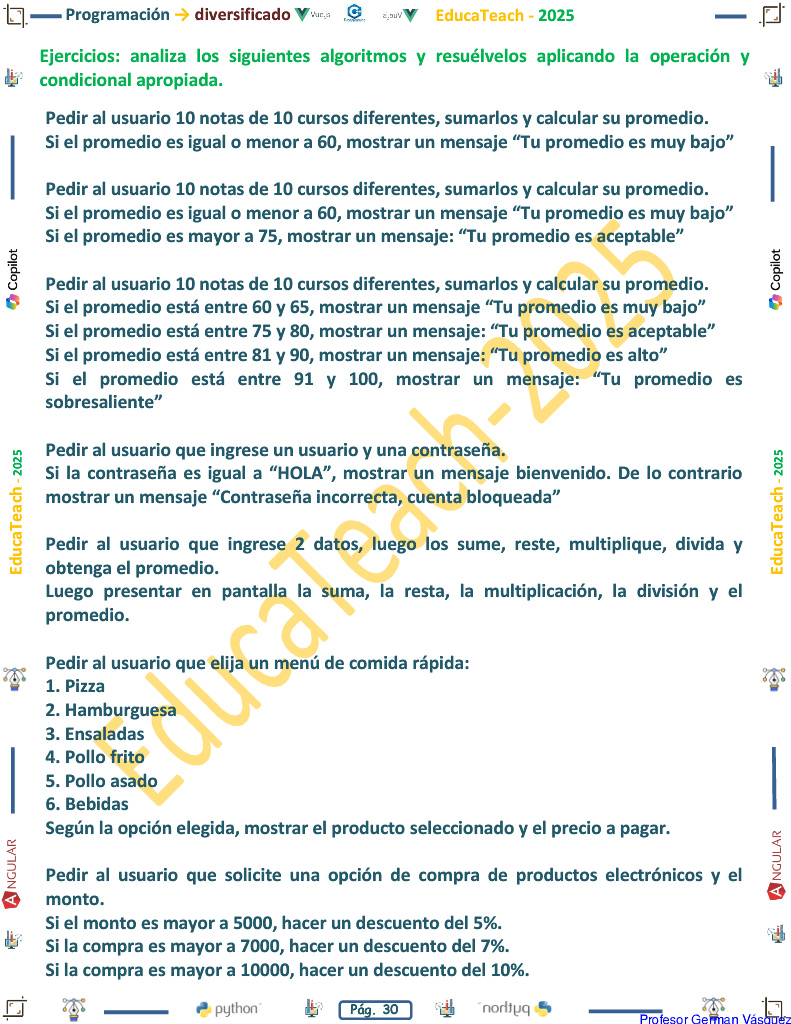 Programación → diversificado Vue.js EducaTeach - 2025
Ejercicios: analiza los siguientes algoritmos y resuélvelos aplicando la operación y
condicional apropiada.
Pedir al usuario 10 notas de 10 cursos diferentes, sumarlos y calcular su promedio.
Si el promedio es igual o menor a 60, mostrar un mensaje “Tu promedio es muy bajo”
Pedir al usuario 10 notas de 10 cursos diferentes, sumarlos y calcular su promedio.
Si el promedio es igual o menor a 60, mostrar un mensaje “Tu promedio es muy bajo”
Si el promedio es mayor a 75, mostrar un mensaje: “Tu promedio es aceptable”
Pedir al usuario 10 notas de 10 cursos diferentes, sumarlos y calcular su promedio.
Si el promedio está entre 60 y 65, mostrar un mensaje “Tu promedio es muy bajo”
Si el promedio está entre 75 y 80, mostrar un mensaje: “Tu promedio es aceptable”
Si el promedio está entre 81 y 90, mostrar un mensaje: “Tu promedio es alto”
Si el promedio está entre 91 y 100, mostrar un mensaje: “Tu promedio es
sobresaliente”
Pedir al usuario que ingrese un usuario y una contraseña.
Si la contraseña es igual a “HOLA”, mostrar un mensaje bienvenido. De lo contrario
mostrar un mensaje “Contraseña incorrecta, cuenta bloqueada”
Pedir al usuario que ingrese 2 datos, luego los sume, reste, multiplique, divida y
obtenga el promedio.
Luego presentar en pantalla la suma, la resta, la multiplicación, la división y el
promedio.
Pedir al usuario que elija un menú de comida rápida:
1. Pizza
2. Hamburguesa
3. Ensaladas
4. Pollo frito
5. Pollo asado
6. Bebidas
Según la opción elegida, mostrar el producto seleccionado y el precio a pagar.
Pedir al usuario que solicite una opción de compra de productos electrónicos y el
monto.
Si el monto es mayor a 5000, hacer un descuento del 5%.
Si la compra es mayor a 7000, hacer un descuento del 7%.
Si la compra es mayor a 10000, hacer un descuento del 10%.
EducaTeach-2025
Copilot
EducaTeach - 2025
ANGULAR
Copilot
EducaTeach - 2025
ANGULAR
python
Pág. 30
python
Profesor German Vásquez